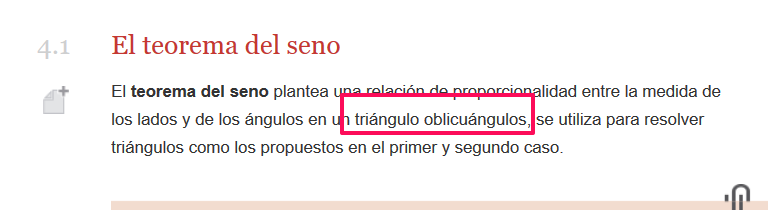 4.1 El teorema del seno
El teorema del seno plantea una relación de proporcionalidad entre la medida de
los lados y de los ángulos en un triángulo oblicuángulos, se utiliza para resolver
triángulos como los propuestos en el primer y segundo caso.